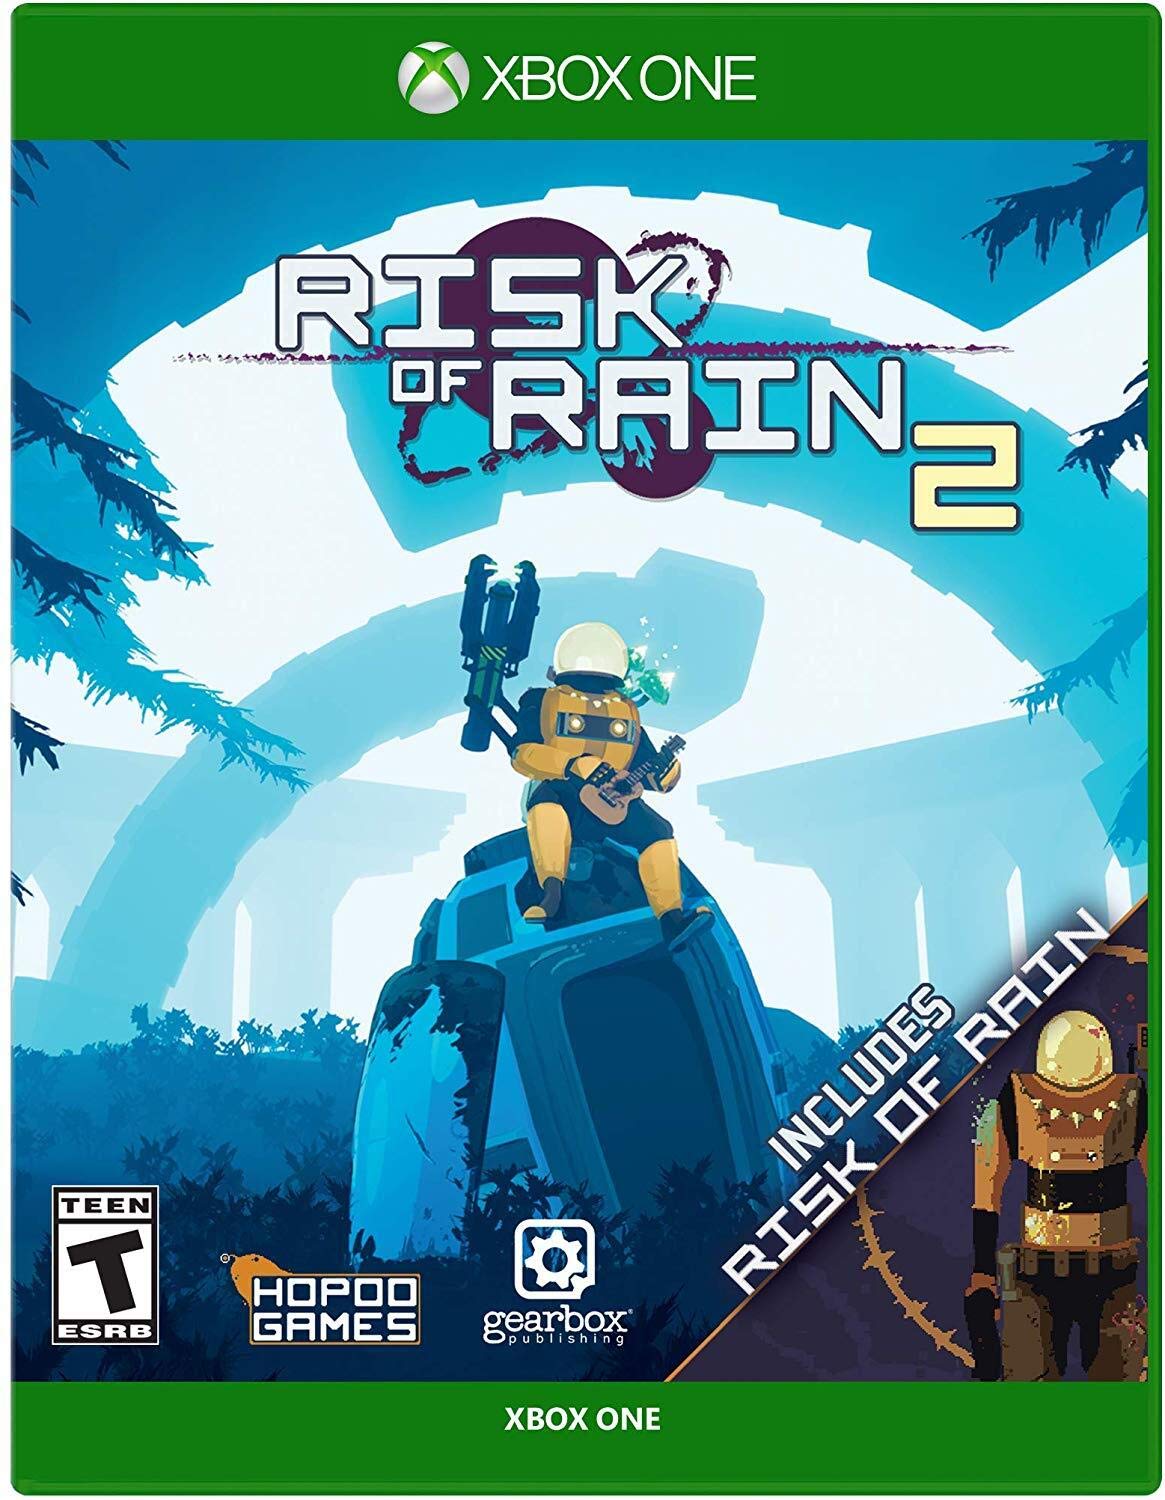 XBOX ONE
RISK
OF RAIN 2
INCLUDES
RISK OF RAIN
TEEN
T
ESRB
HOPOO
GAMES
gearbox®
publishing
XBOX ONE